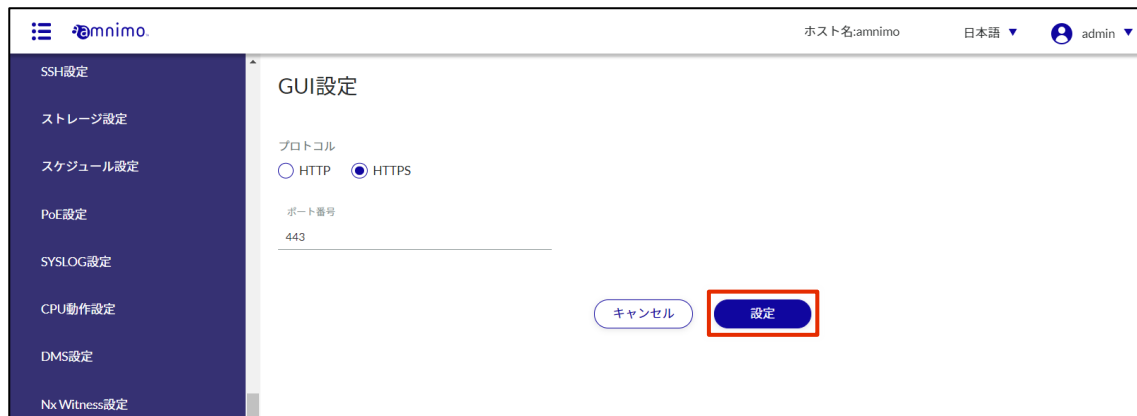 amnimo.
ホスト名:amnimo
日本語 ▼
admin ▼
SSH設定
ストレージ設定
スケジュール設定
PoE設定
SYSLOG設定
CPU動作設定
DMS設定
Nx Witness設定
GUI設定
プロトコル
HTTP HTTPS
ポート番号
443
キャンセル 設定